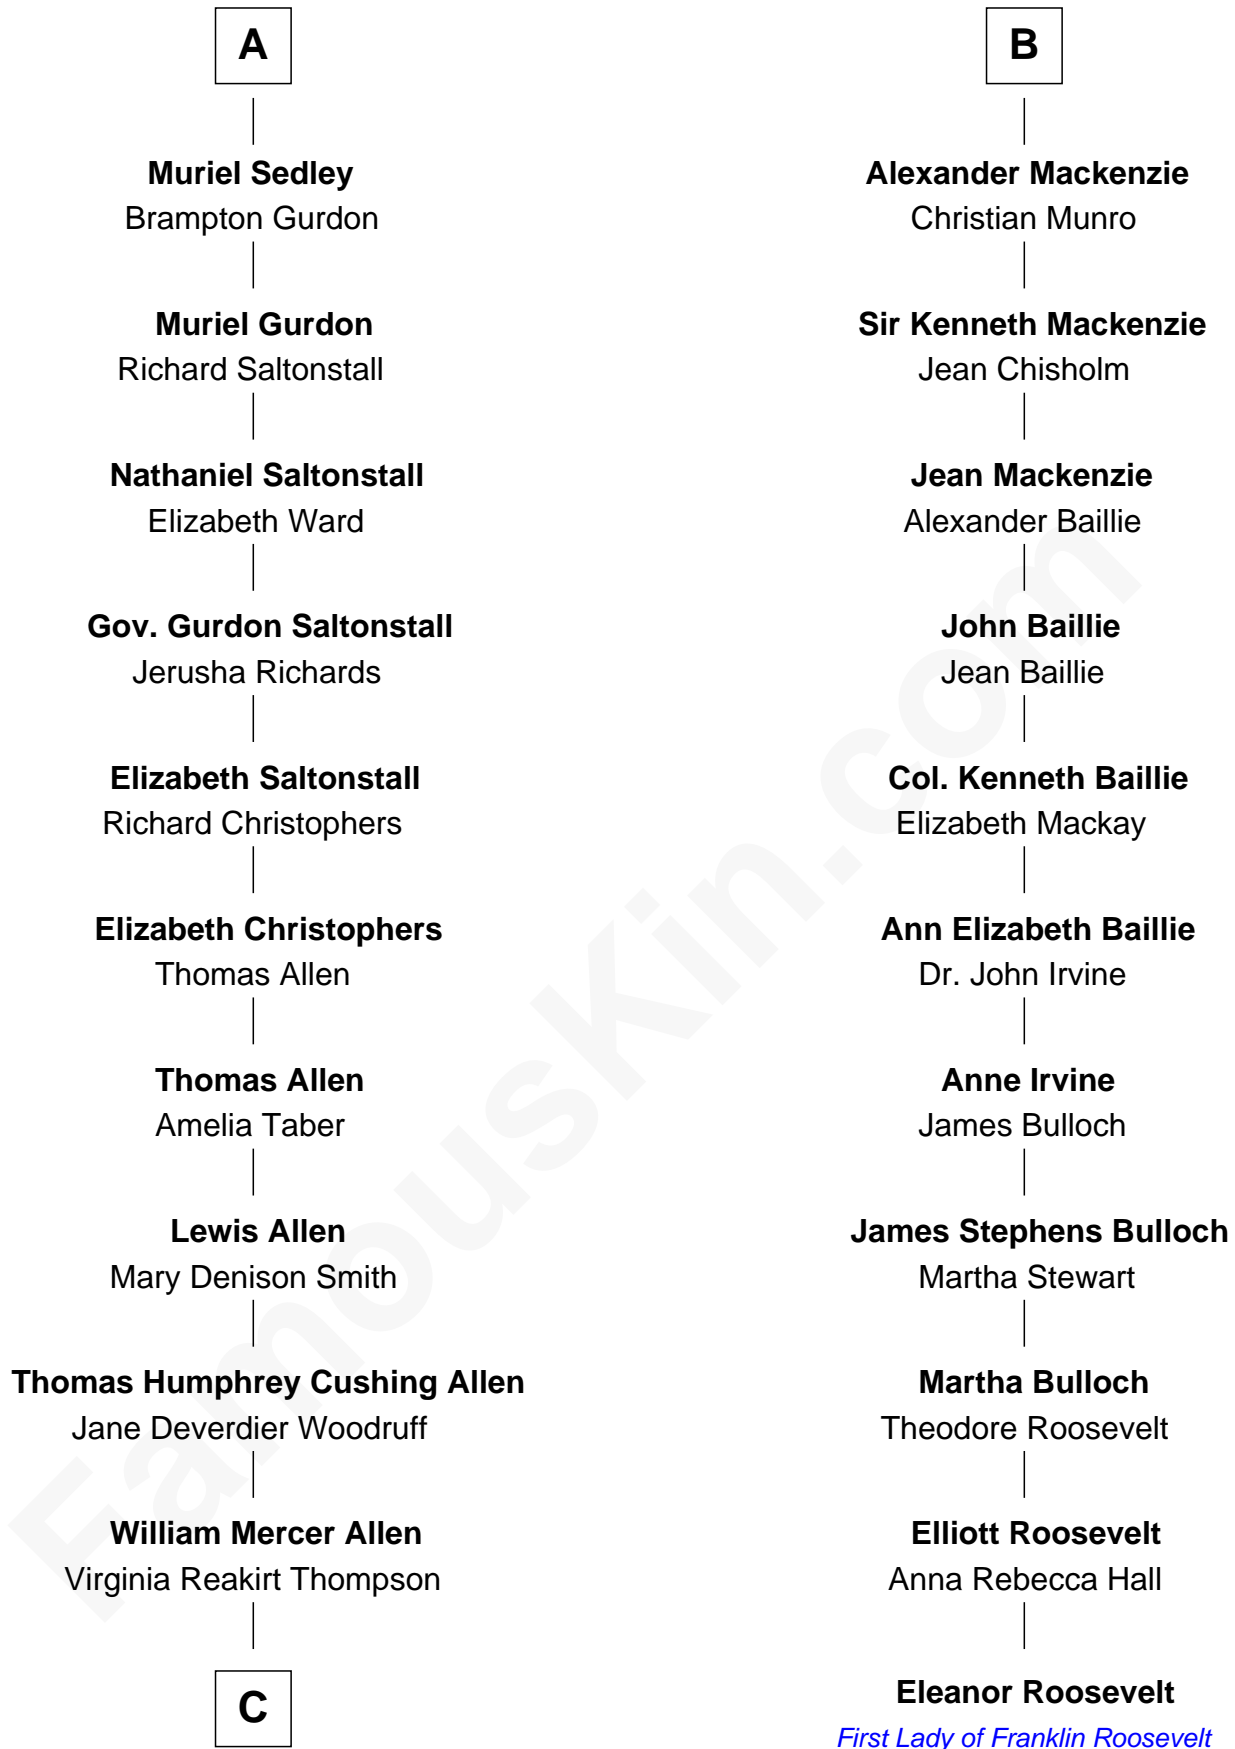 A
Muriel Sedley
Brampton Gurdon
Muriel Gurdon
Richard Saltonstall
Nathaniel Saltonstall
Elizabeth Ward
Gov. Gurdon Saltonstall
Jerusha Richards
Elizabeth Saltonstall
Richard Christophers
Elizabeth Christophers
Thomas Allen
Thomas Allen
Amelia Taber
Lewis Allen
Mary Denison Smith
Thomas Humphrey Cushing Allen
Jane Deverdier Woodruff
William Mercer Allen
Virginia Reakirt Thompson
C
B
Alexander Mackenzie
Christian Munro
Sir Kenneth Mackenzie
Jean Chisholm
Jean Mackenzie
Alexander Baillie
John Baillie
Jean Baillie
Col. Kenneth Baillie
Elizabeth Mackay
Ann Elizabeth Baillie
Dr. John Irvine
Anne Irvine
James Bulloch
James Stephens Bulloch
Martha Stewart
Martha Bulloch
Theodore Roosevelt
Elliott Roosevelt
Anna Rebecca Hall
Eleanor Roosevelt
First Lady of Franklin Roosevelt
FamousKin.com